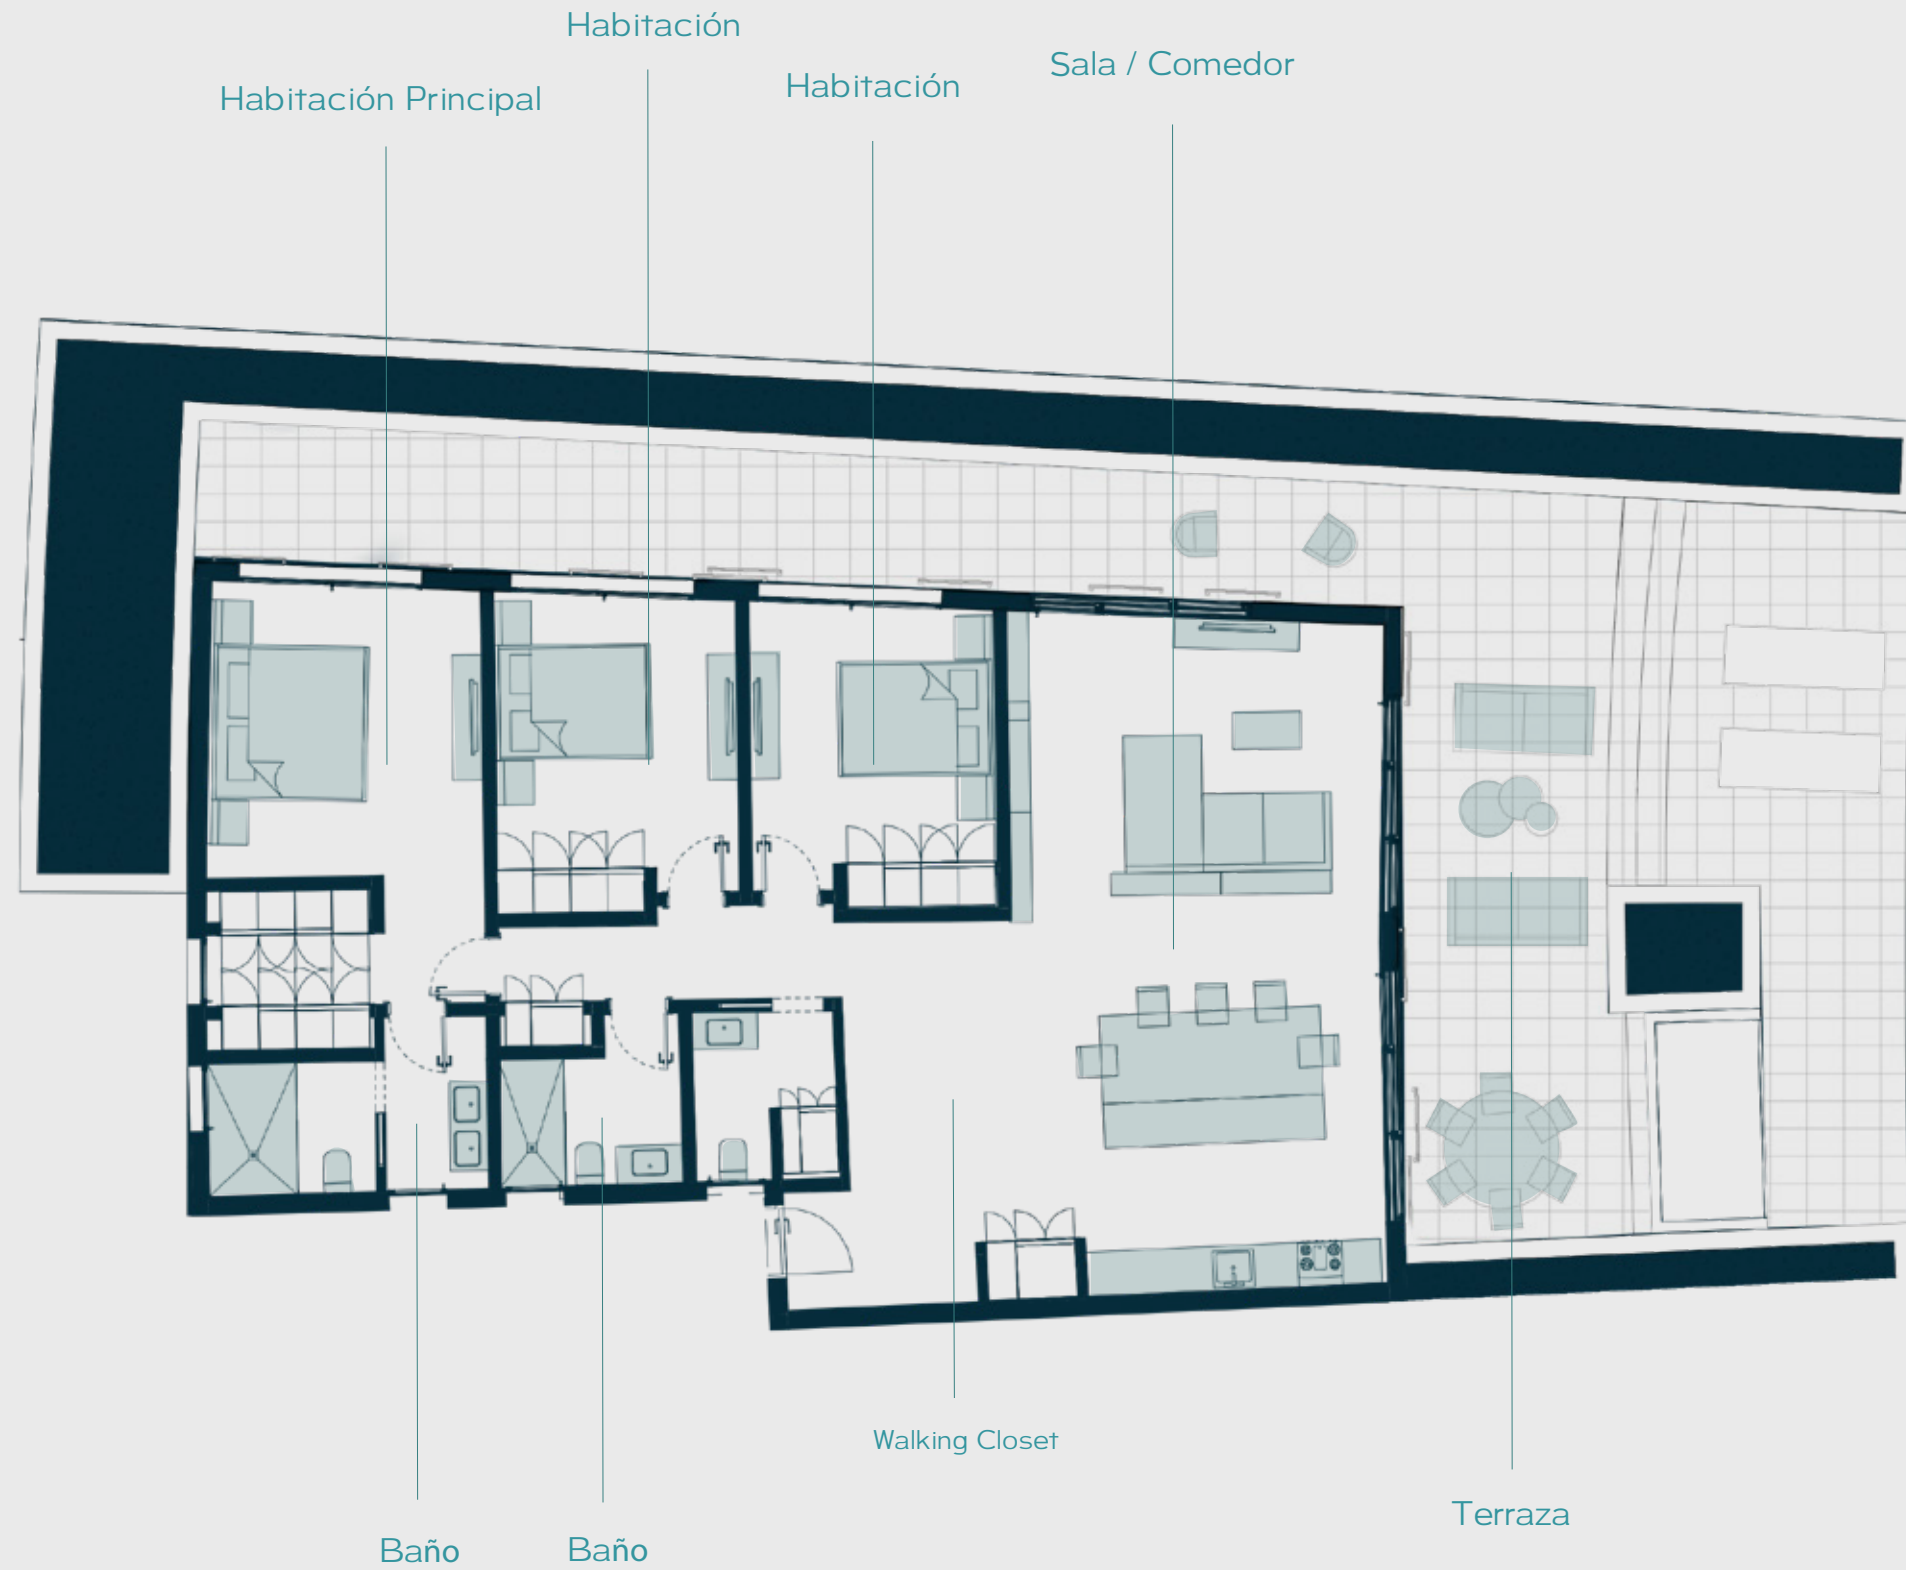 Habitación
Habitación Principal
Habitación
Sala / Comedor
Walking Closet
Terraza
Baño
Baño